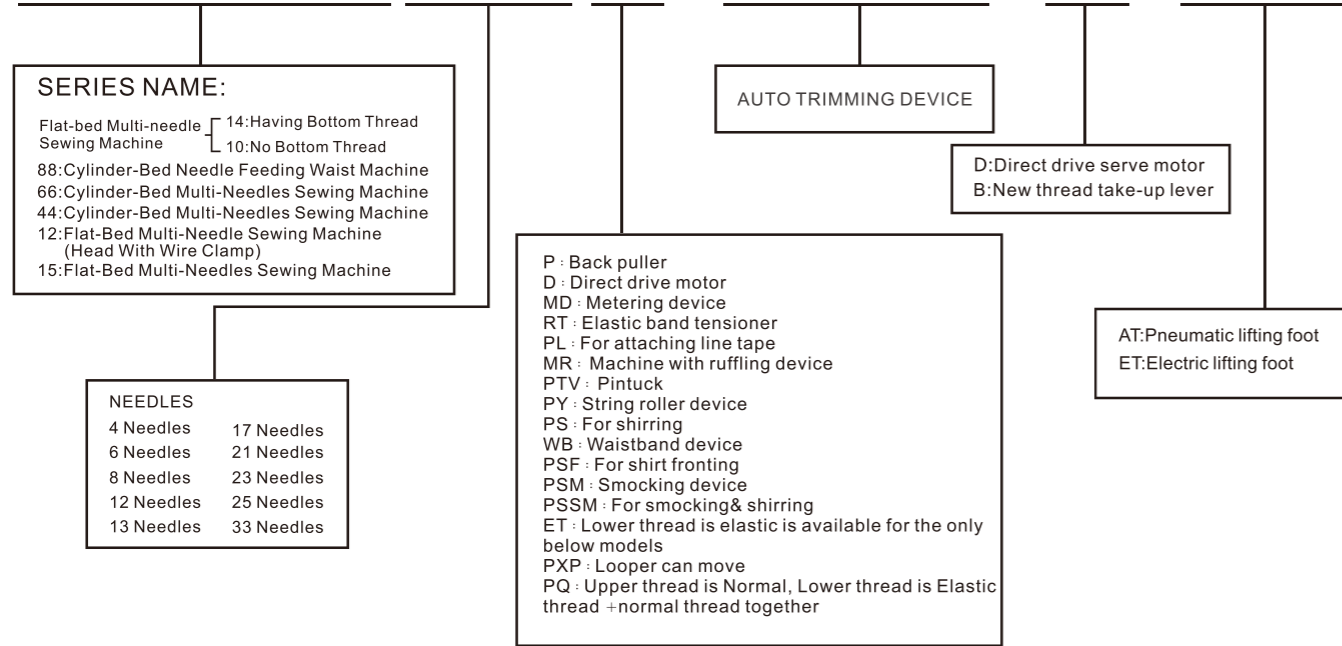 SERIES NAME:
Flat-bed Multi-needle
Sewing Machine
14:Having Bottom Thread
10:No Bottom Thread
88:Cylinder-Bed Needle Feeding Waist Machine
66:Cylinder-Bed Multi-Needles Sewing Machine
44:Cylinder-Bed Multi-Needles Sewing Machine
12:Flat-Bed Multi-Needle Sewing Machine
(Head With Wire Clamp)
15:Flat-Bed Multi-Needles Sewing Machine
NEEDLES
4 Needles
6 Needles
8 Needles
12 Needles
13 Needles
17 Needles
21 Needles
23 Needles
25 Needles
33 Needles
P : Back puller
D : Direct drive motor
MD : Metering device
RT : Elastic band tensioner
PL : For attaching line tape
MR : Machine with ruffling device
PTV : Pintuck
PY : String roller device
PS : For shirring
WB : Waistband device
PSF : For shirt fronting
PSM : Smocking device
PSSM : For smocking& shirring
ET : Lower thread is elastic is available for the only
below models
PXP : Looper can move
PQ : Upper thread is Normal, Lower thread is Elastic
thread +normal thread together
AUTO TRIMMING DEVICE
D:Direct drive serve motor
B:New thread take-up lever
AT:Pneumatic lifting foot
ET:Electric lifting foot